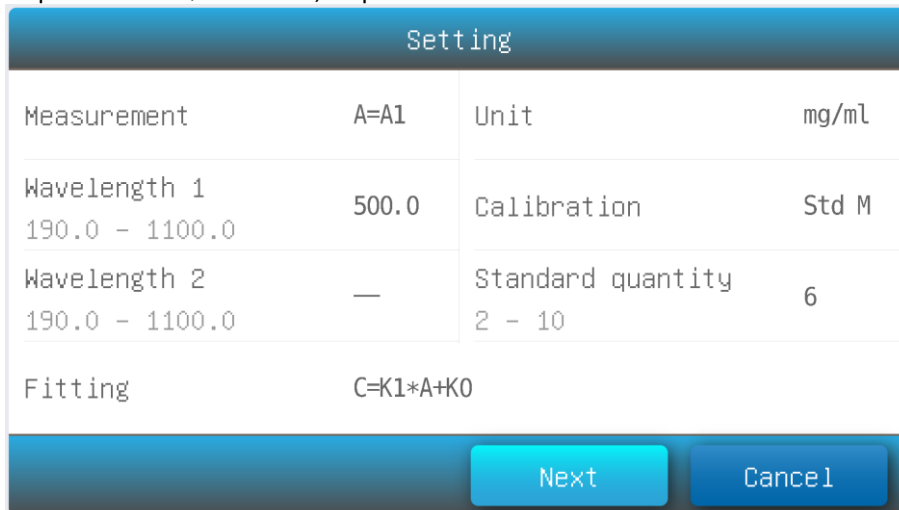 Setting
Measurement A=A1 Unit mg/ml
Wavelength 1 500.0 Calibration Std M
190.0 - 1100.0
Wavelength 2 — Standard quantity 6
190.0 - 1100.0 2 - 10
Fitting C=K1*A+K0
Next Cancel